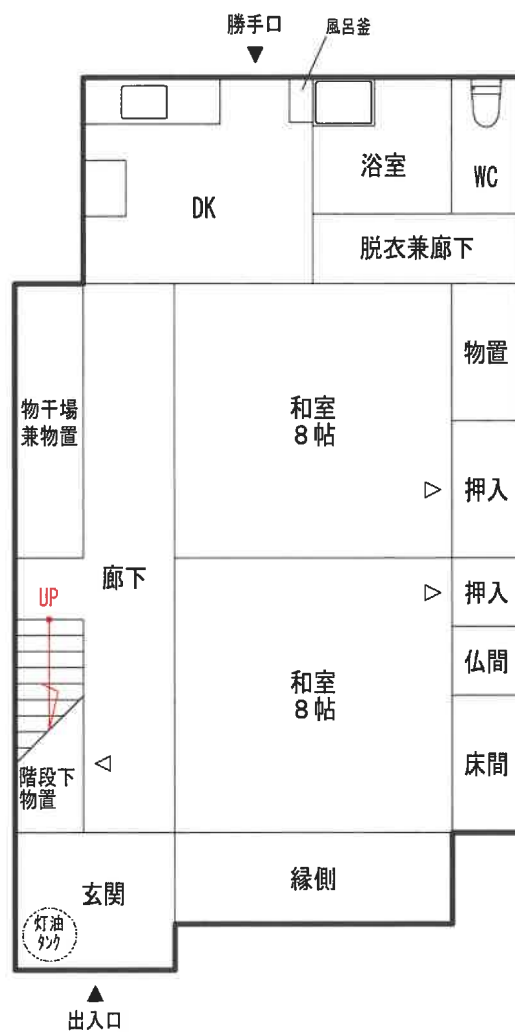 勝手口
風呂釜
浴室
WC
DK
脱衣兼廊下
物置
物干場
兼物置
和室
8帖
押入
廊下
押入
UP
仏間
和室
8帖
床間
階段下
物置
玄関
縁側
灯油
タンク
出入口